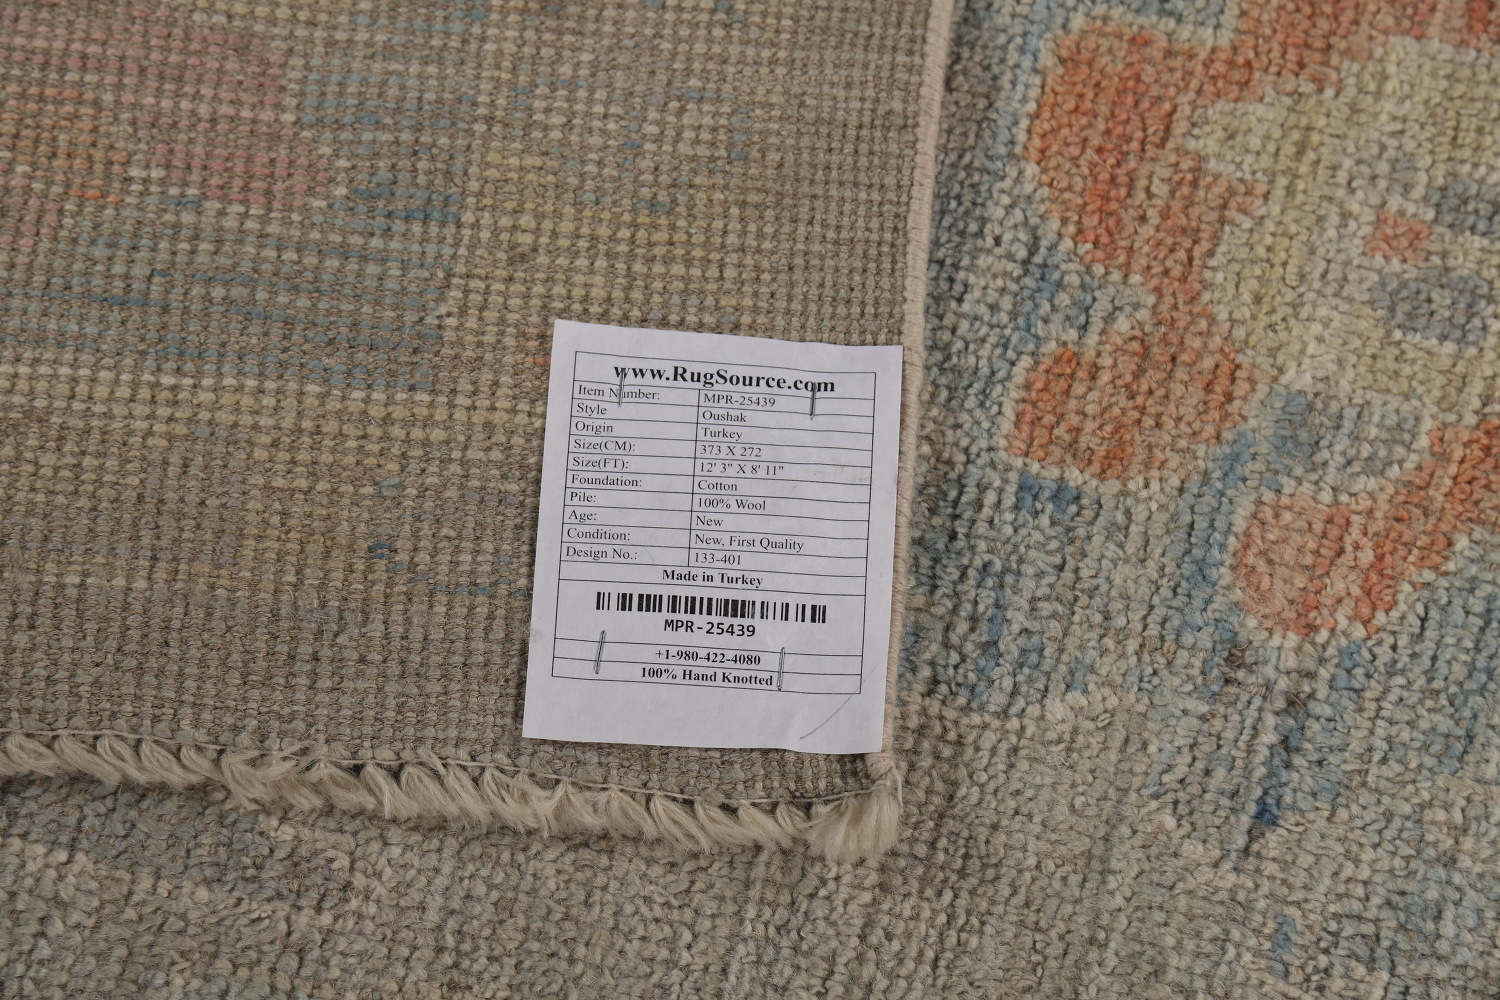 www.RugSource.com
Item Number: MPR-25439
Style Oushak
Origin Turkey
Size(CM): 373 X 272
Size(FT): 12' 3" X 8' 11"
Foundation: Cotton
Pile: 100% Wool
Age: New
Condition: New, First Quality
Design No.: 133-401
Made in Turkey
MPR-25439
+1-980-422-4080
100% Hand Knotted